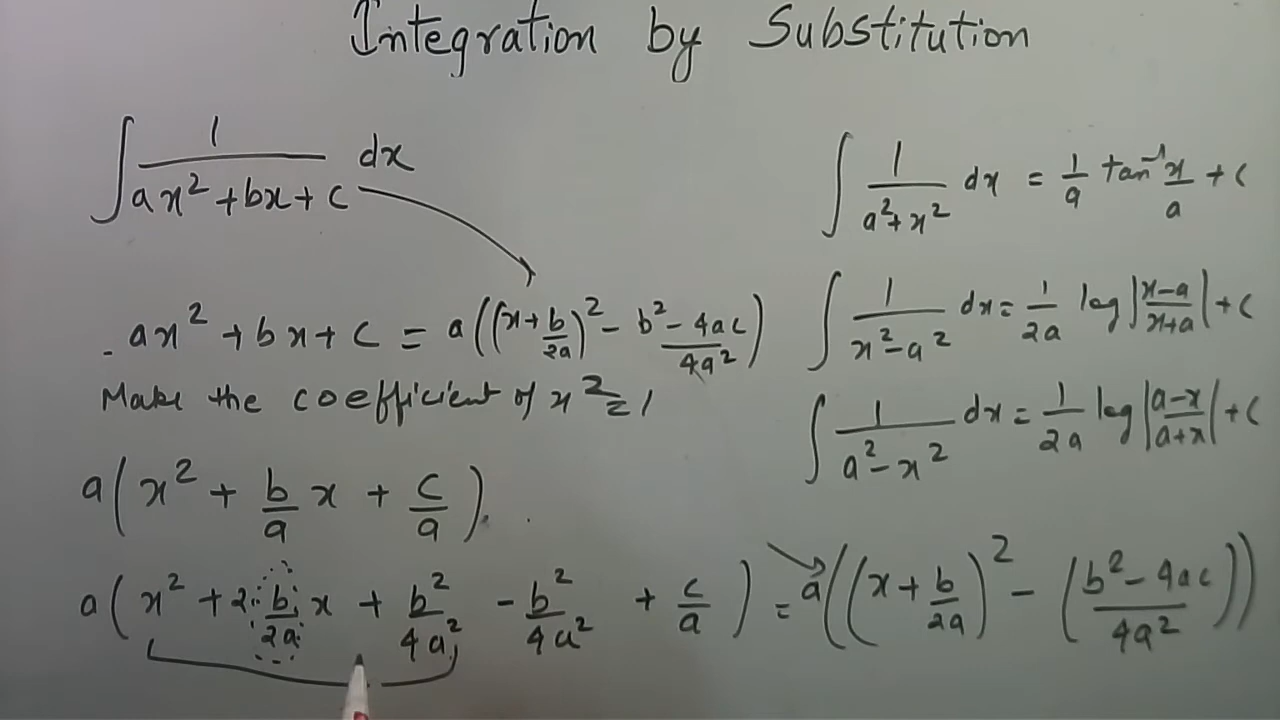 Integration by Substitution
∫ 1/(ax² + bx + c) dx
ax² + bx + c = a((x + b/2a)² - (b² - 4ac)/4a²)
Make the coefficient of x² = 1
a(x² + b/a x + c/a)
a(x² + 2·b/2a x + b²/4a² - b²/4a² + c/a) = a((x + b/2a)² - ((b² - 4ac)/4a²))
∫ 1/(a² + x²) dx = 1/a tan⁻¹ x/a + c
∫ 1/(x² - a²) dx = 1/2a log|(x - a)/(x + a)| + c
∫ 1/(a² - x²) dx = 1/2a log|(a - x)/(a + x)| + c